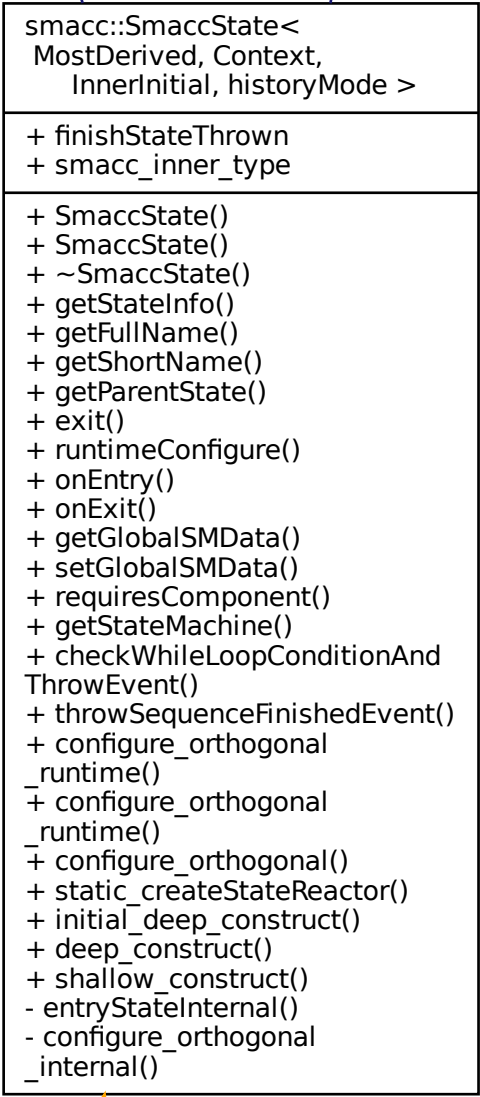 smacc::SmaccState<
MostDerived, Context,
InnerInitial, historyMode >
+ finishStateThrown
+ smacc_inner_type
+ SmaccState()
+ SmaccState()
+ ~SmaccState()
+ getStateInfo()
+ getFullName()
+ getShortName()
+ getParentState()
+ exit()
+ runtimeConfigure()
+ onEntry()
+ onExit()
+ getGlobalSMData()
+ setGlobalSMData()
+ requiresComponent()
+ getStateMachine()
+ checkWhileLoopConditionAnd
ThrowEvent()
+ throwSequenceFinishedEvent()
+ configure_orthogonal
_runtime()
+ configure_orthogonal
_runtime()
+ configure_orthogonal()
+ static_createStateReactor()
+ initial_deep_construct()
+ deep_construct()
+ shallow_construct()
- entryStateInternal()
- configure_orthogonal
_internal()